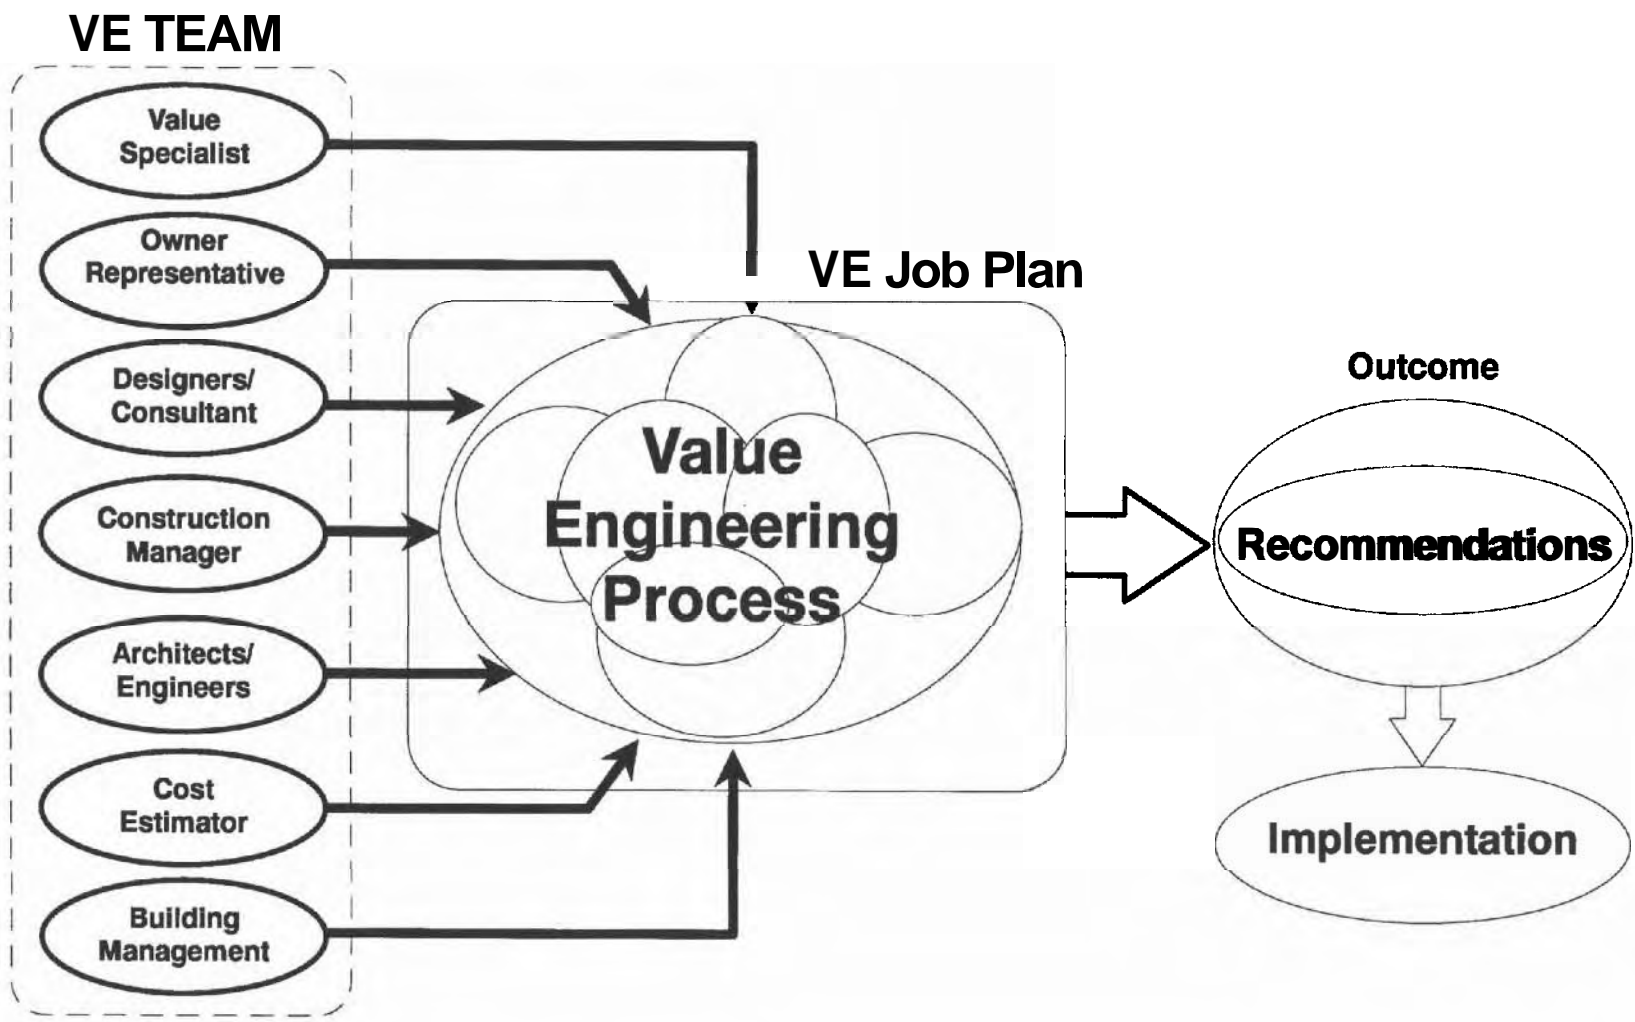 VE TEAM
Value
Specialist
Owner
Representative
Designers/
Consultant
Construction
Manager
Architects/
Engineers
Cost
Estimator
Building
Management
VE Job Plan
Value
Engineering
Process
Outcome
Recommendations
Implementation